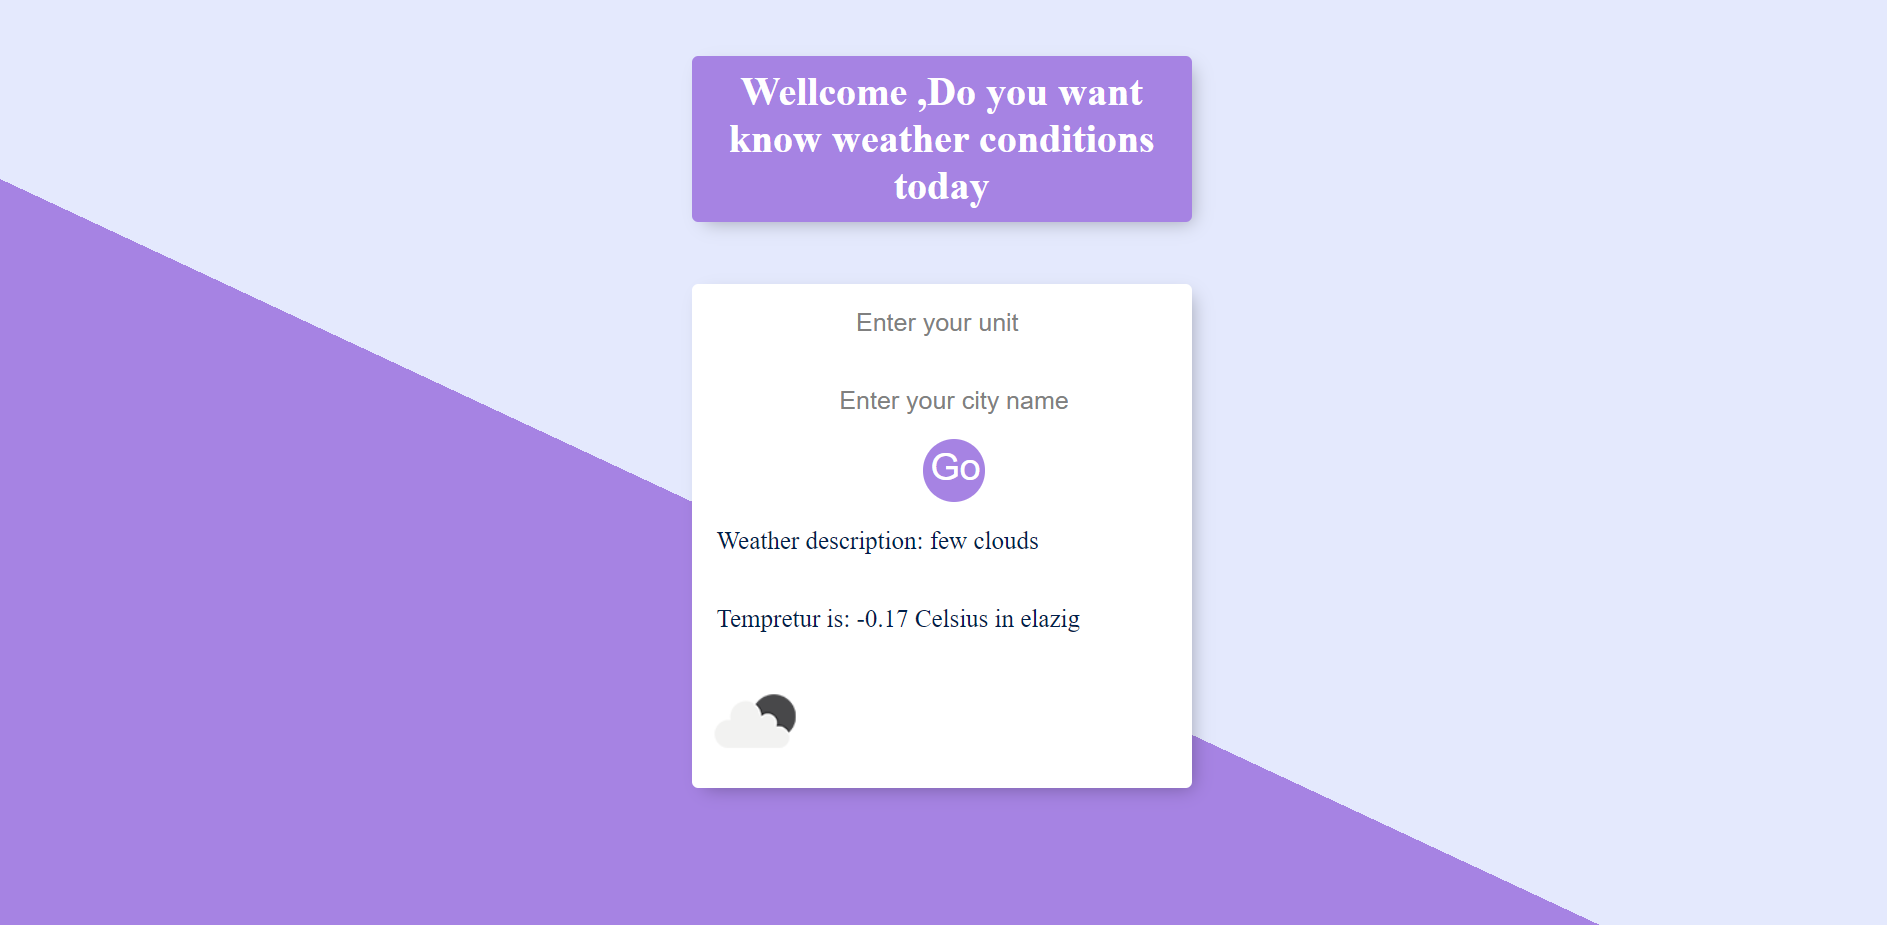 Wellcome ,Do you want
know weather conditions
today
Enter your unit
Enter your city name
Go
Weather description: few clouds
Tempretur is: -0.17 Celsius in elazig